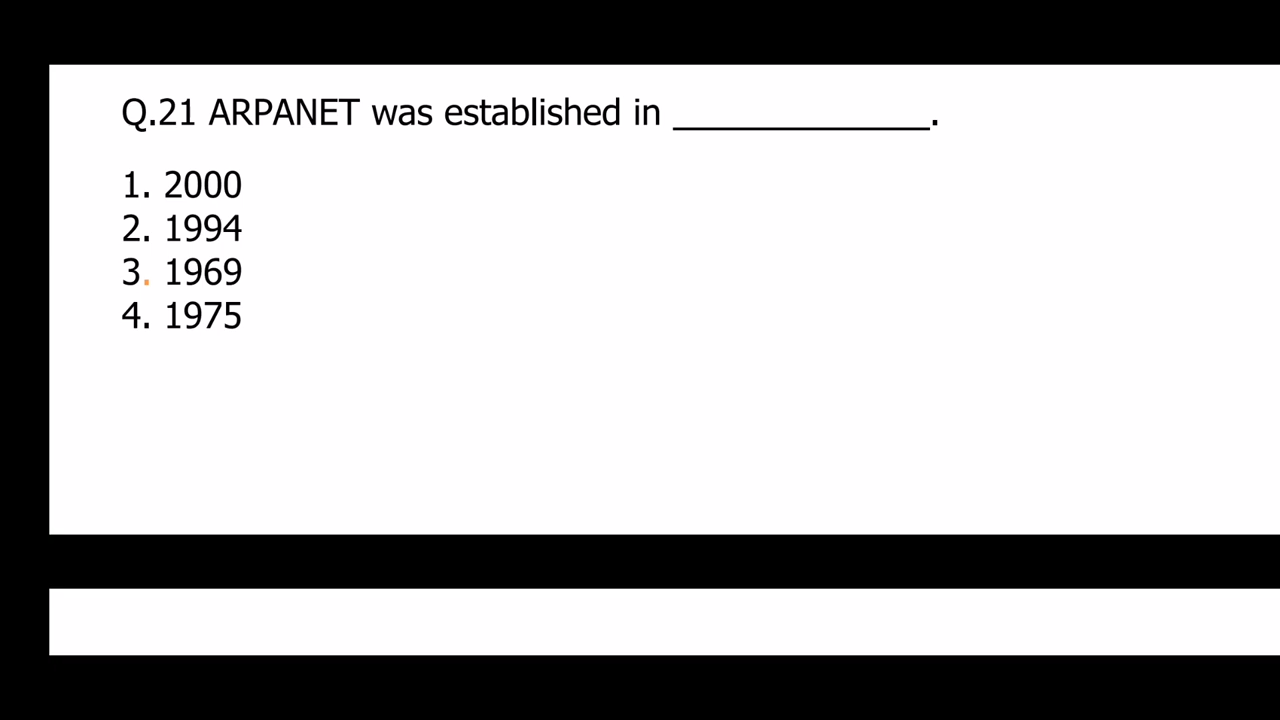 Q.21 ARPANET was established in ______________.
1. 2000
2. 1994
3. 1969
4. 1975